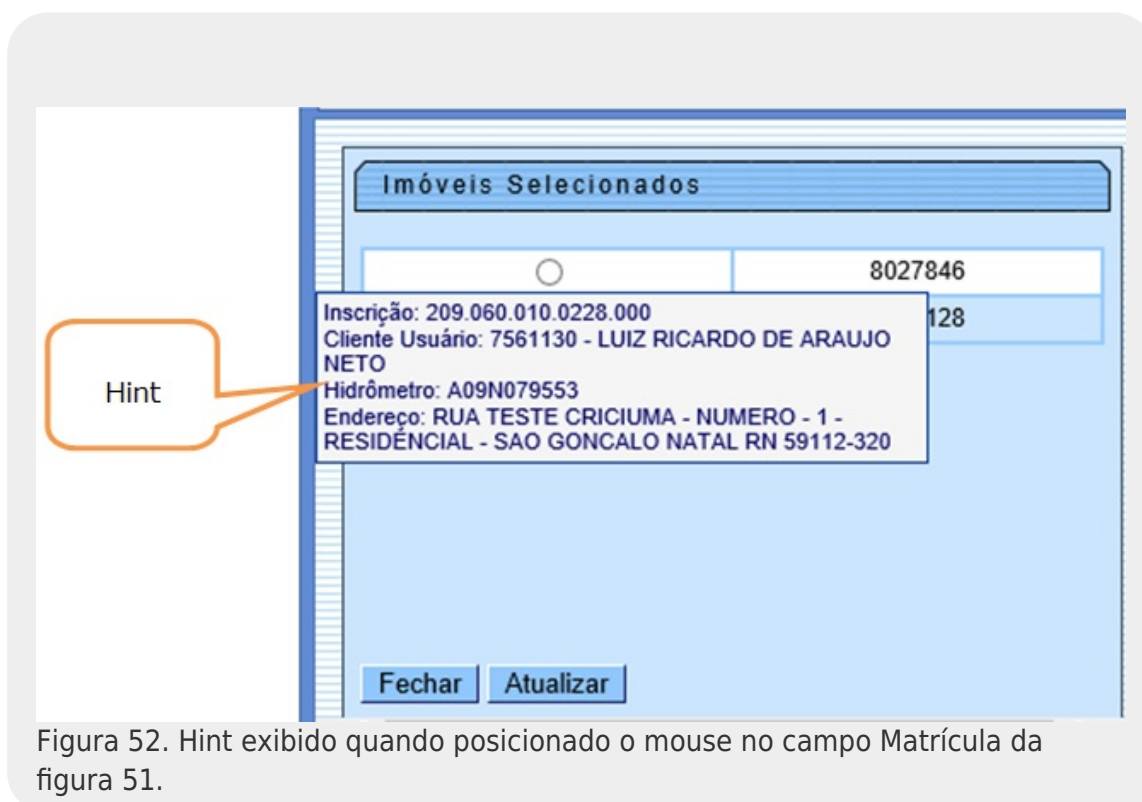 Imóveis Selecionados
8027846
128
Inscrição: 209.060.010.0228.000
Cliente Usuário: 7561130 - LUIZ RICARDO DE ARAUJO
NETO
Hidrômetro: A09N079553
Endereço: RUA TESTE CRICIUMA - NUMERO - 1 -
RESIDÊNCIAL - SAO GONCALO NATAL RN 59112-320
Hint
Fechar Atualizar
Figura 52. Hint exibido quando posicionado o mouse no campo Matrícula da
figura 51.